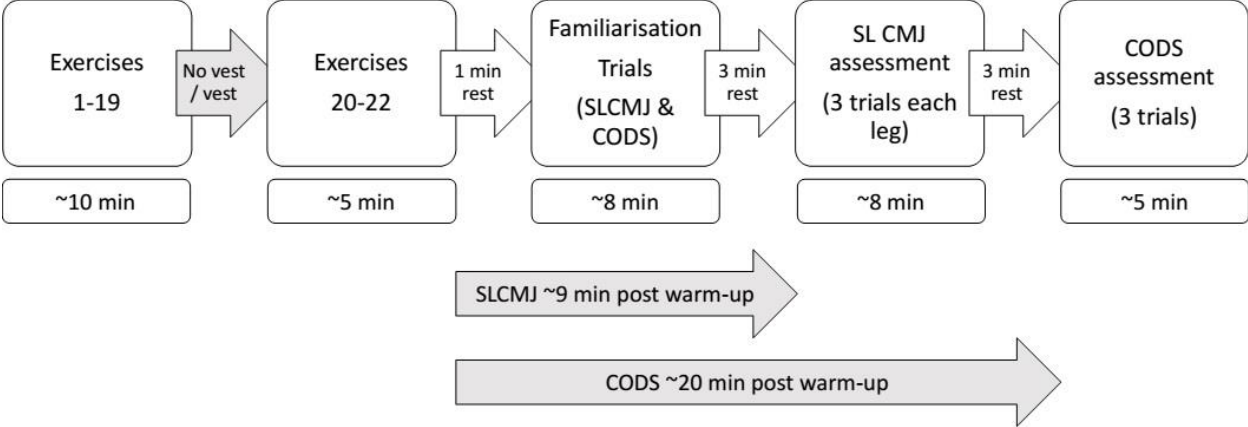 Exercises
1-19
No vest
/ vest
Exercises
20-22
1 min
rest
Familiarisation
Trials
(SLCMJ &
CODS)
3 min
rest
SL CMJ
assessment
(3 trials each
leg)
3 min
rest
CODS
assessment
(3 trials)
~10 min
~5 min
~8 min
~8 min
~5 min
SLCMJ ~9 min post warm-up
CODS ~20 min post warm-up